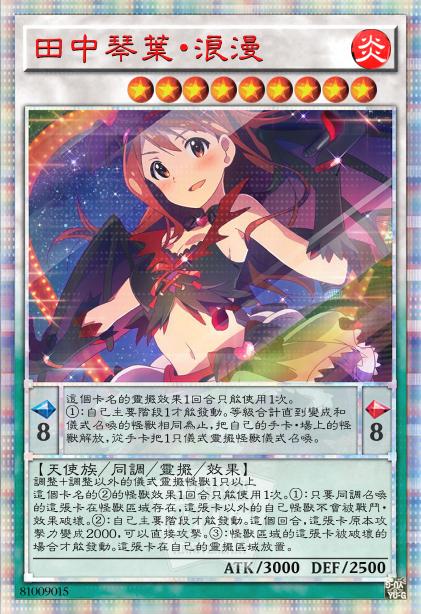 田中琴葉・浪漫
炎
這個卡名的靈擺效果1回合只能使用1次。
①：自己主要階段1才能發動。等級合計直到變成和
儀式召喚的怪獸相同為止，把自己的手卡・場上的怪
獸解放，從手卡把1只儀式靈擺怪獸儀式召喚。
8
8
【天使族／同調／靈擺／效果】
調整＋調整以外的儀式靈擺怪獸1只以上
這個卡名的②的怪獸效果1回合只能使用1次。①：只要同調召喚
的這張卡在怪獸區域存在，這張卡以外的自己怪獸不會被戰鬥・
效果破壞。②：自己主要階段才能發動。這個回合，這張卡原本攻
擊力變成2000，可以直接攻擊。③：怪獸區域的這張卡被破壞的
場合才能發動。這張卡在自己的靈擺區域放置。
ATK/3000 DEF/2500
81009015